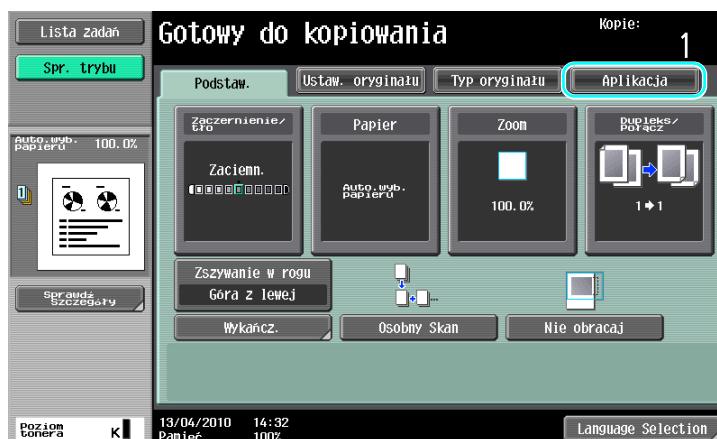 Lista zadań
Gotowy do kopiowania
Kopie:
1
Spr. trybu
Podstaw.
Ustaw. oryginału
Typ oryginału
Aplikacja
Auto.wyb.
papieru
100.0%
1
Zaczernienie/
tło
Zaciemn.
Papier
Auto.wyb.
papieru
Zoom
100.0%
Dupleks/
Połącz
1➧1
Sprawdź
Szczegóły
Zszywanie w rogu
Góra z lewej
Wykańcz.
Osobny Skan
Nie obracaj
Poziom
tonera
K
13/04/2010 14:32
Pamięć 100%
Language Selection